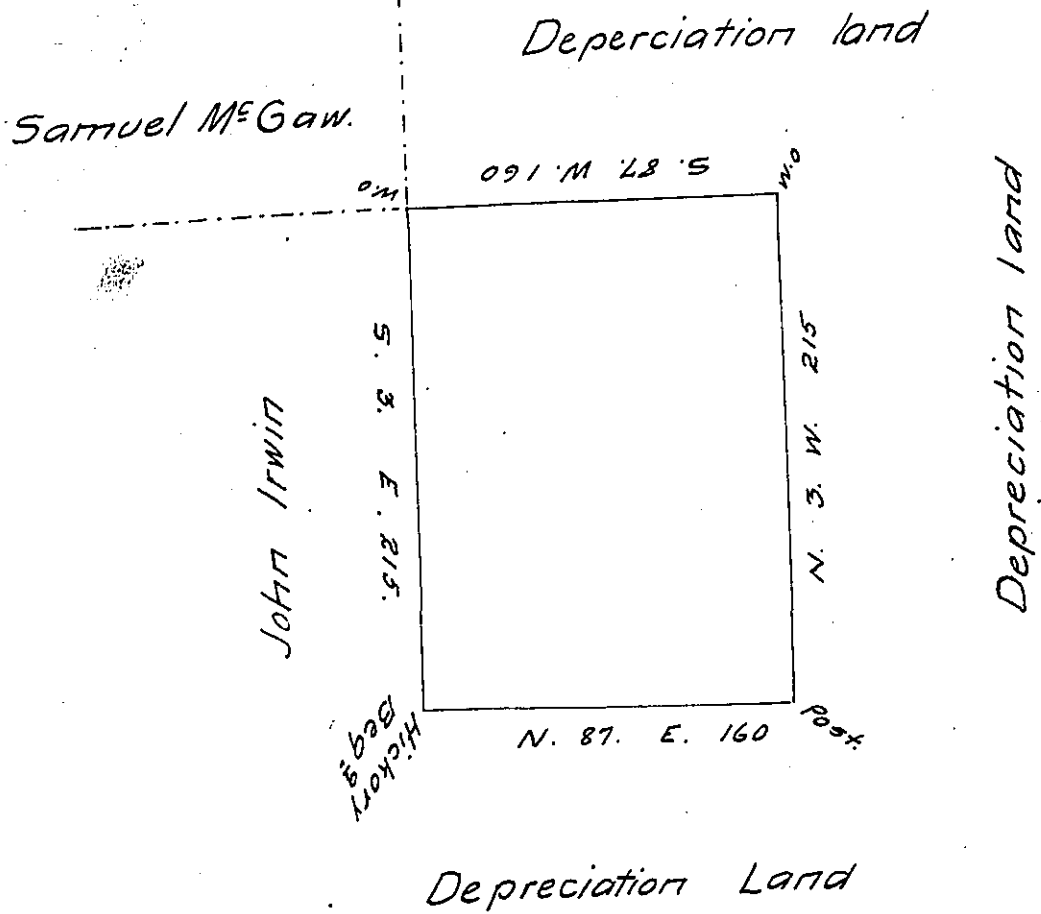 Deperciation land
Samuel McGaw.
S. 87. W. 160
W.O
W.O
Depreciation land
N. 3 W. 215
S. 3. E. 215.
John Irwin
Hickory
Beg g:
N. 87. E. 160
Post.
Depreciation Land